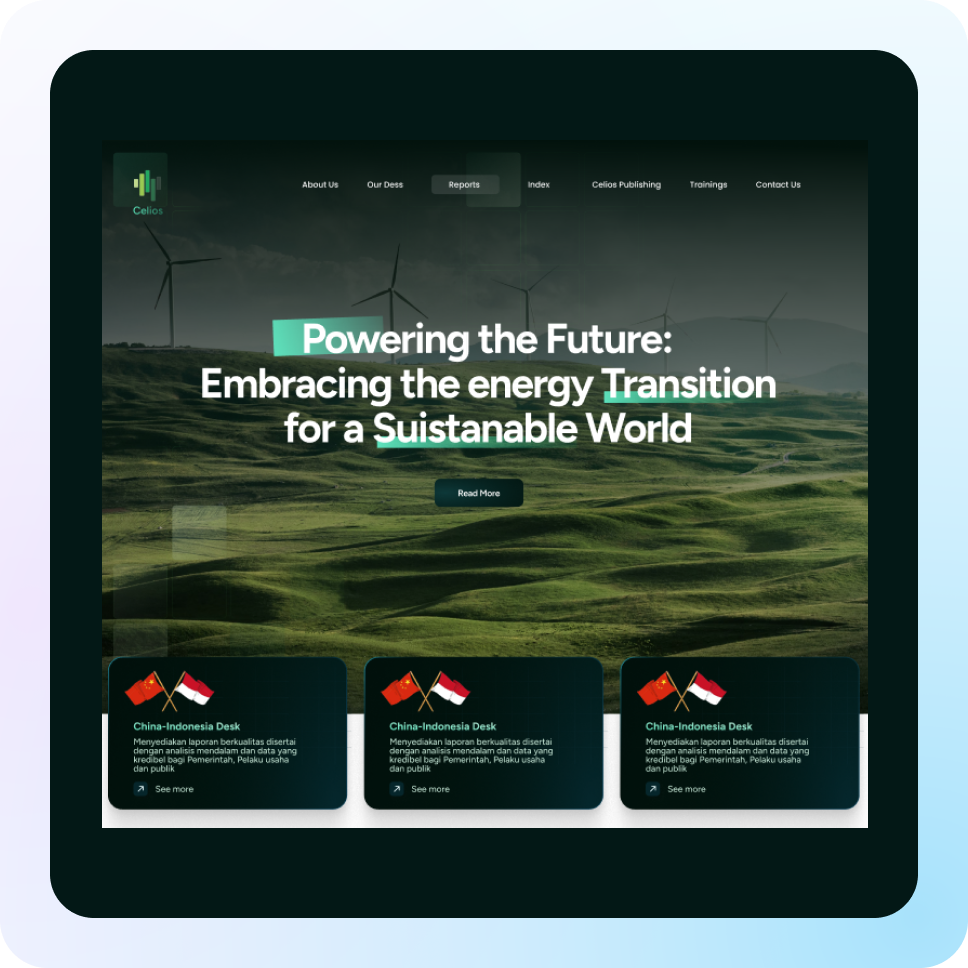 Celios
About Us
Our Dess
Reports
Index
Celios Publishing
Trainings
Contact Us
Powering the Future:
Embracing the energy Transition
for a Suistanable World
Read More
China-Indonesia Desk
Menyediakan laporan berkualitas disertai
dengan analisis mendalam dan data yang
kredibel bagi Pemerintah, Pelaku usaha
dan publik
See more
China-Indonesia Desk
Menyediakan laporan berkualitas disertai
dengan analisis mendalam dan data yang
kredibel bagi Pemerintah, Pelaku usaha
dan publik
See more
China-Indonesia Desk
Menyediakan laporan berkualitas disertai
dengan analisis mendalam dan data yang
kredibel bagi Pemerintah, Pelaku usaha
dan publik
See more